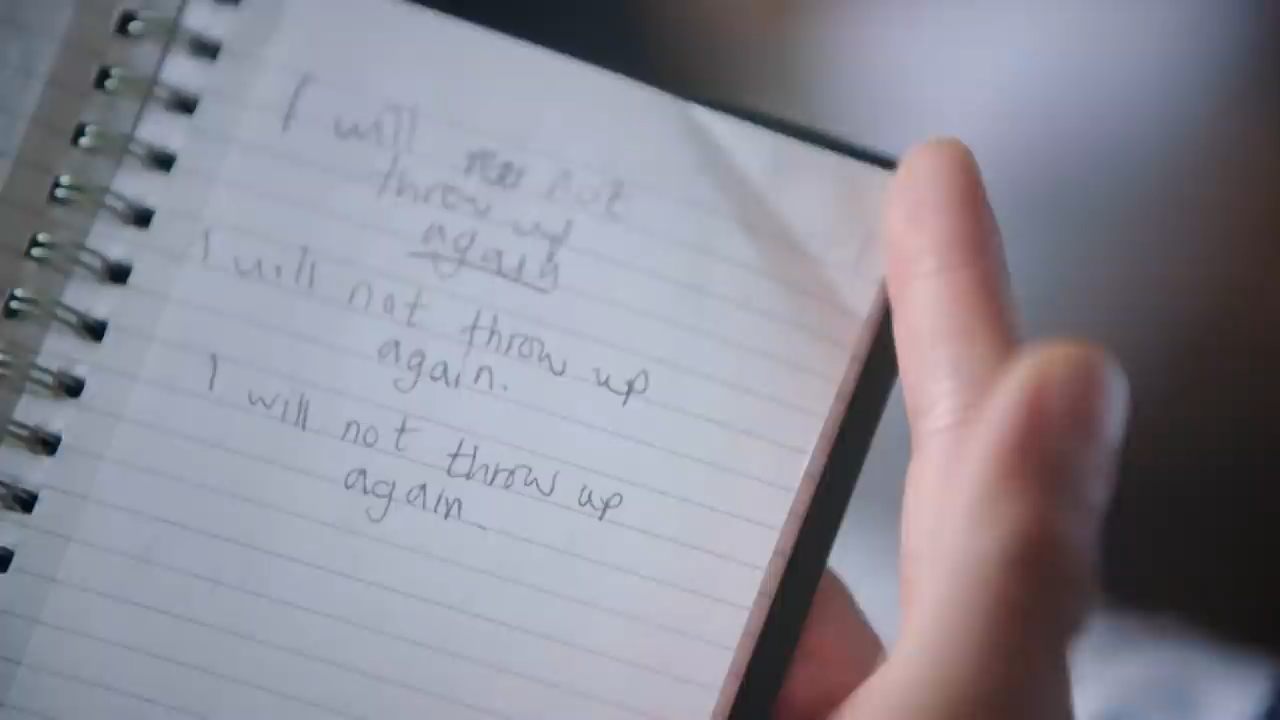 I will not
throw up
again
I will not throw up
again.
I will not throw up
again